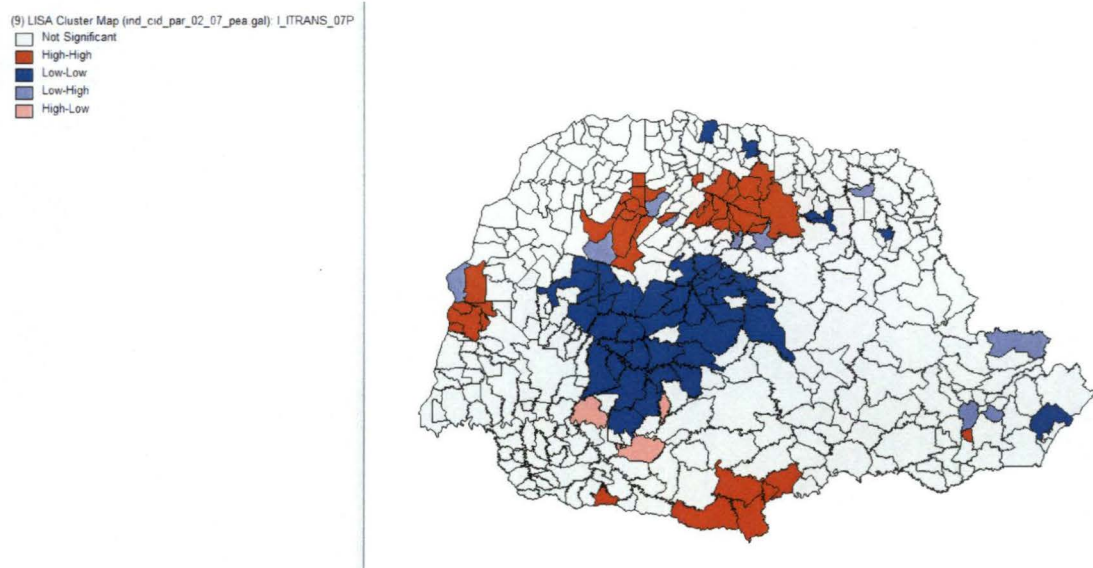 (9) LISA Cluster Map (ind_cid_par_02_07_pea.gal): I_ITRANS_07P
Not Significant
High-High
Low-Low
Low-High
High-Low